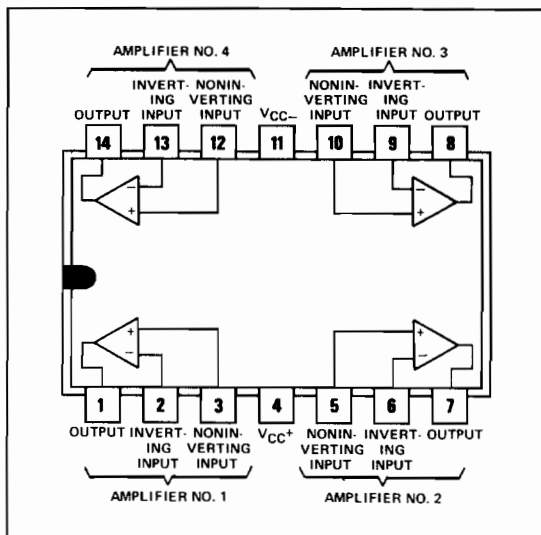 AMPLIFIER NO. 4 AMPLIFIER NO. 3
INVERT- NONIN- NONIN- INVERT-
ING VERTING VERTING ING
OUTPUT INPUT INPUT VCC– INPUT INPUT OUTPUT
14 13 12 11 10 9 8
– + – +
+ – + –
1 2 3 4 5 6 7
OUTPUT INVERT- NONIN- VCC+ NONIN- INVERT- OUTPUT
ING VERTING VERTING ING
INPUT INPUT INPUT INPUT
AMPLIFIER NO. 1 AMPLIFIER NO. 2